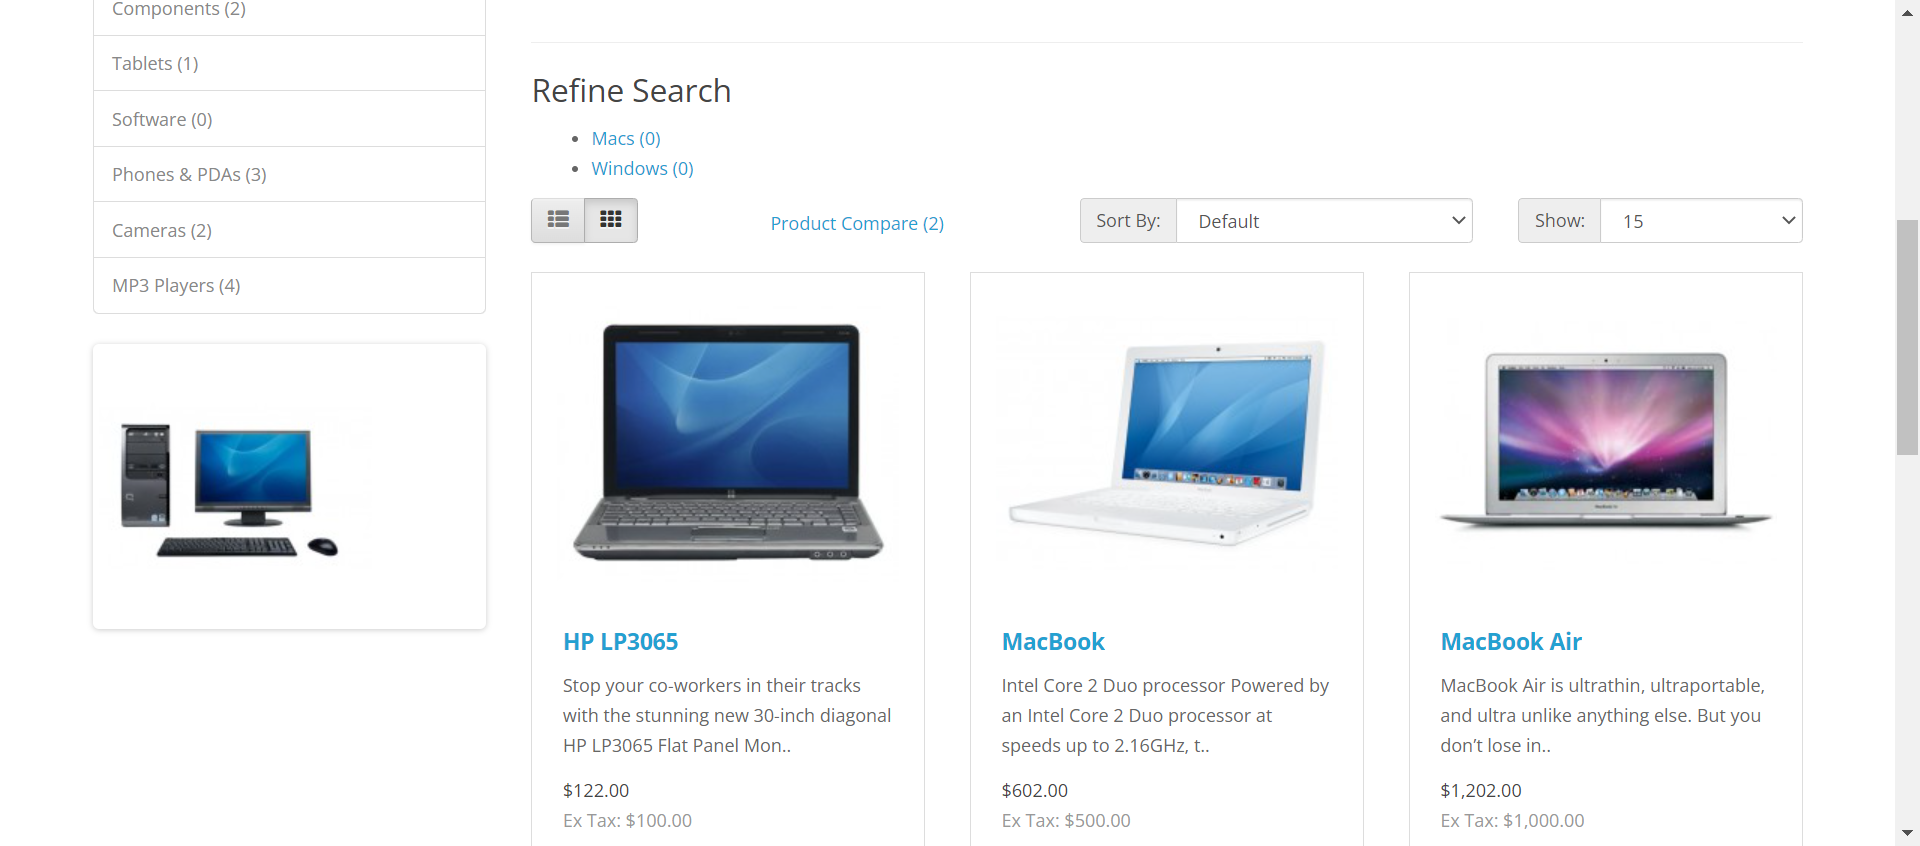 Components (2)
Tablets (1)
Software (0)
Phones & PDAs (3)
Cameras (2)
MP3 Players (4)
Refine Search
Macs (0)
Windows (0)
Product Compare (2)
Sort By:
Default
Show:
15
HP LP3065
Stop your co-workers in their tracks
with the stunning new 30-inch diagonal
HP LP3065 Flat Panel Mon..
$122.00
Ex Tax: $100.00
MacBook
Intel Core 2 Duo processor Powered by
an Intel Core 2 Duo processor at
speeds up to 2.16GHz, t..
$602.00
Ex Tax: $500.00
MacBook Air
MacBook Air is ultrathin, ultraportable,
and ultra unlike anything else. But you
don’t lose in..
$1,202.00
Ex Tax: $1,000.00